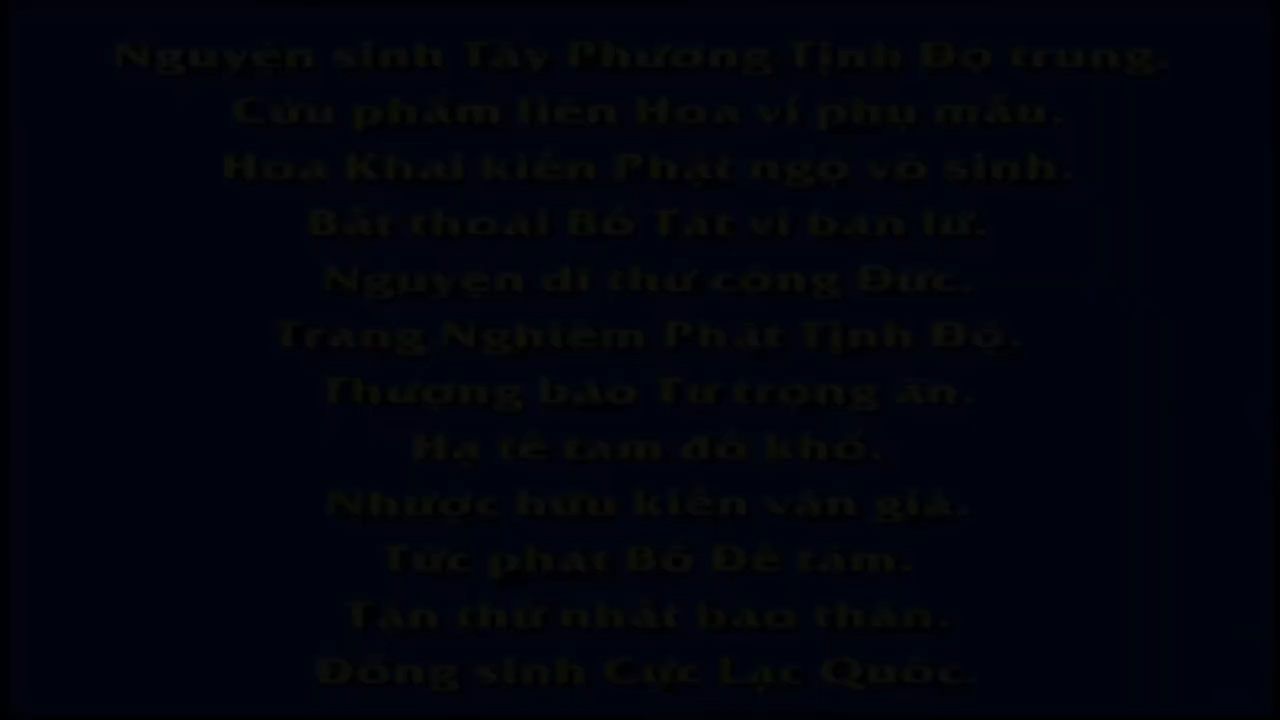 Nguyện sinh Tây Phương Tịnh Độ trung.
Cửu phẩm liên Hoa vi phụ mẫu.
Hoa Khai kiến Phật ngộ vô sinh.
Bất thoái Bồ Tát vi bạn lữ.
Nguyện dĩ thử công Đức.
Trang Nghiêm Phật Tịnh Độ.
Thượng báo Tứ trọng ân.
Hạ tế tam đồ khổ.
Nhược hữu kiến văn giả.
Tức phát Bồ Đề tâm.
Tận thử nhất báo thân.
Đồng sinh Cực Lạc Quốc.